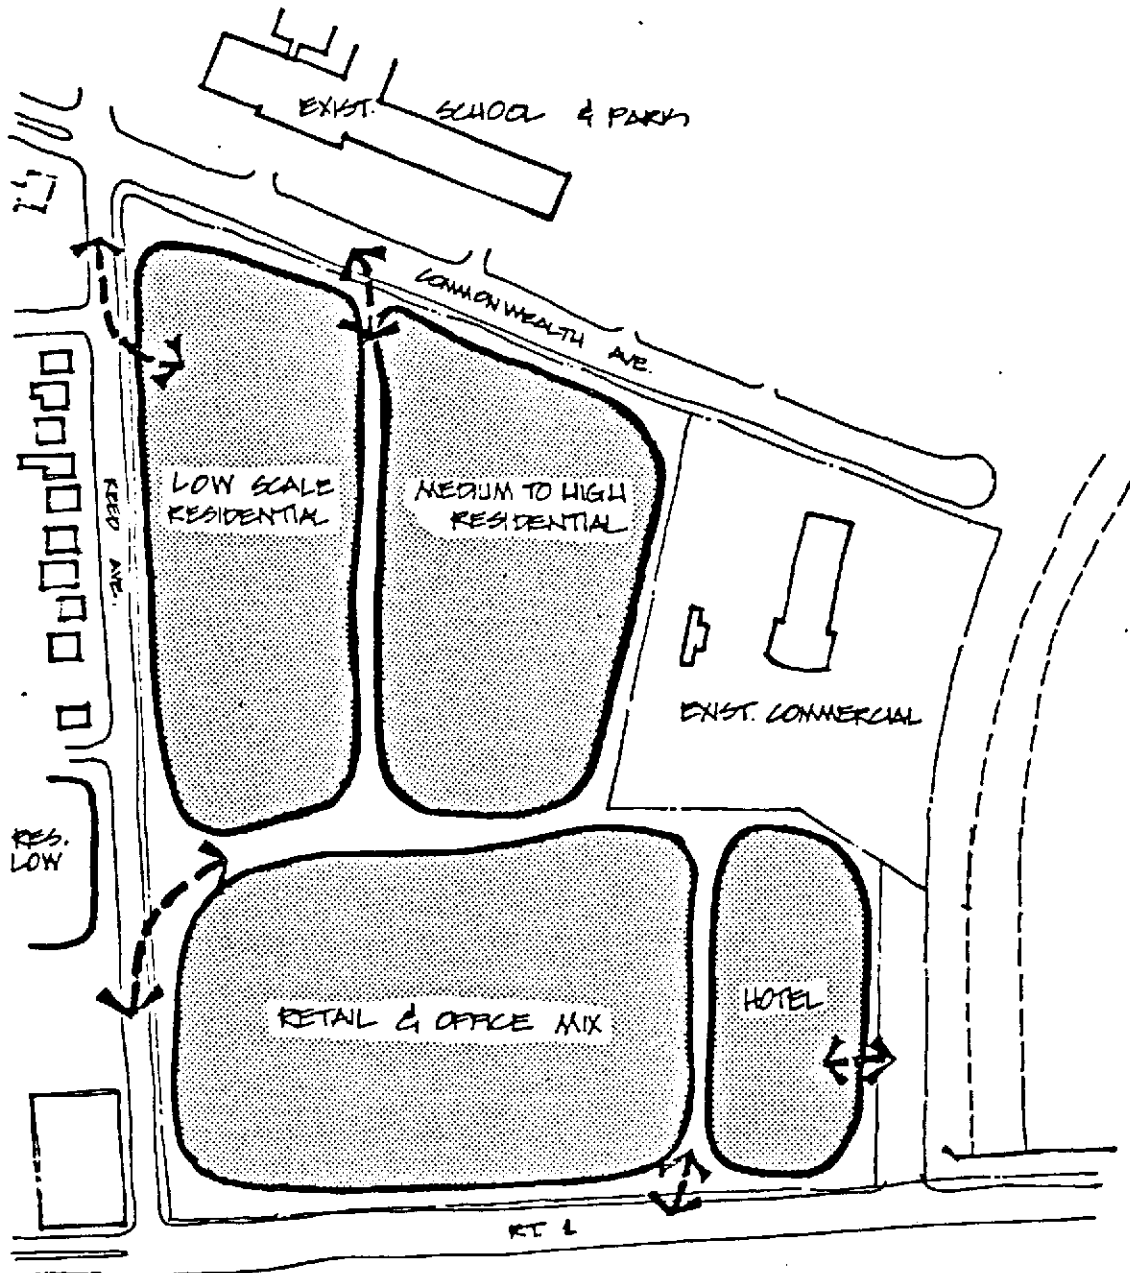 EXIST. SCHOOL & PARK
COMMONWEALTH AVE.
LOW SCALE
RESIDENTIAL
MEDIUM TO HIGH
RESIDENTIAL
REED AVE.
EXIST. COMMERCIAL
RES.
LOW
RETAIL & OFFICE MIX
HOTEL
RT 1